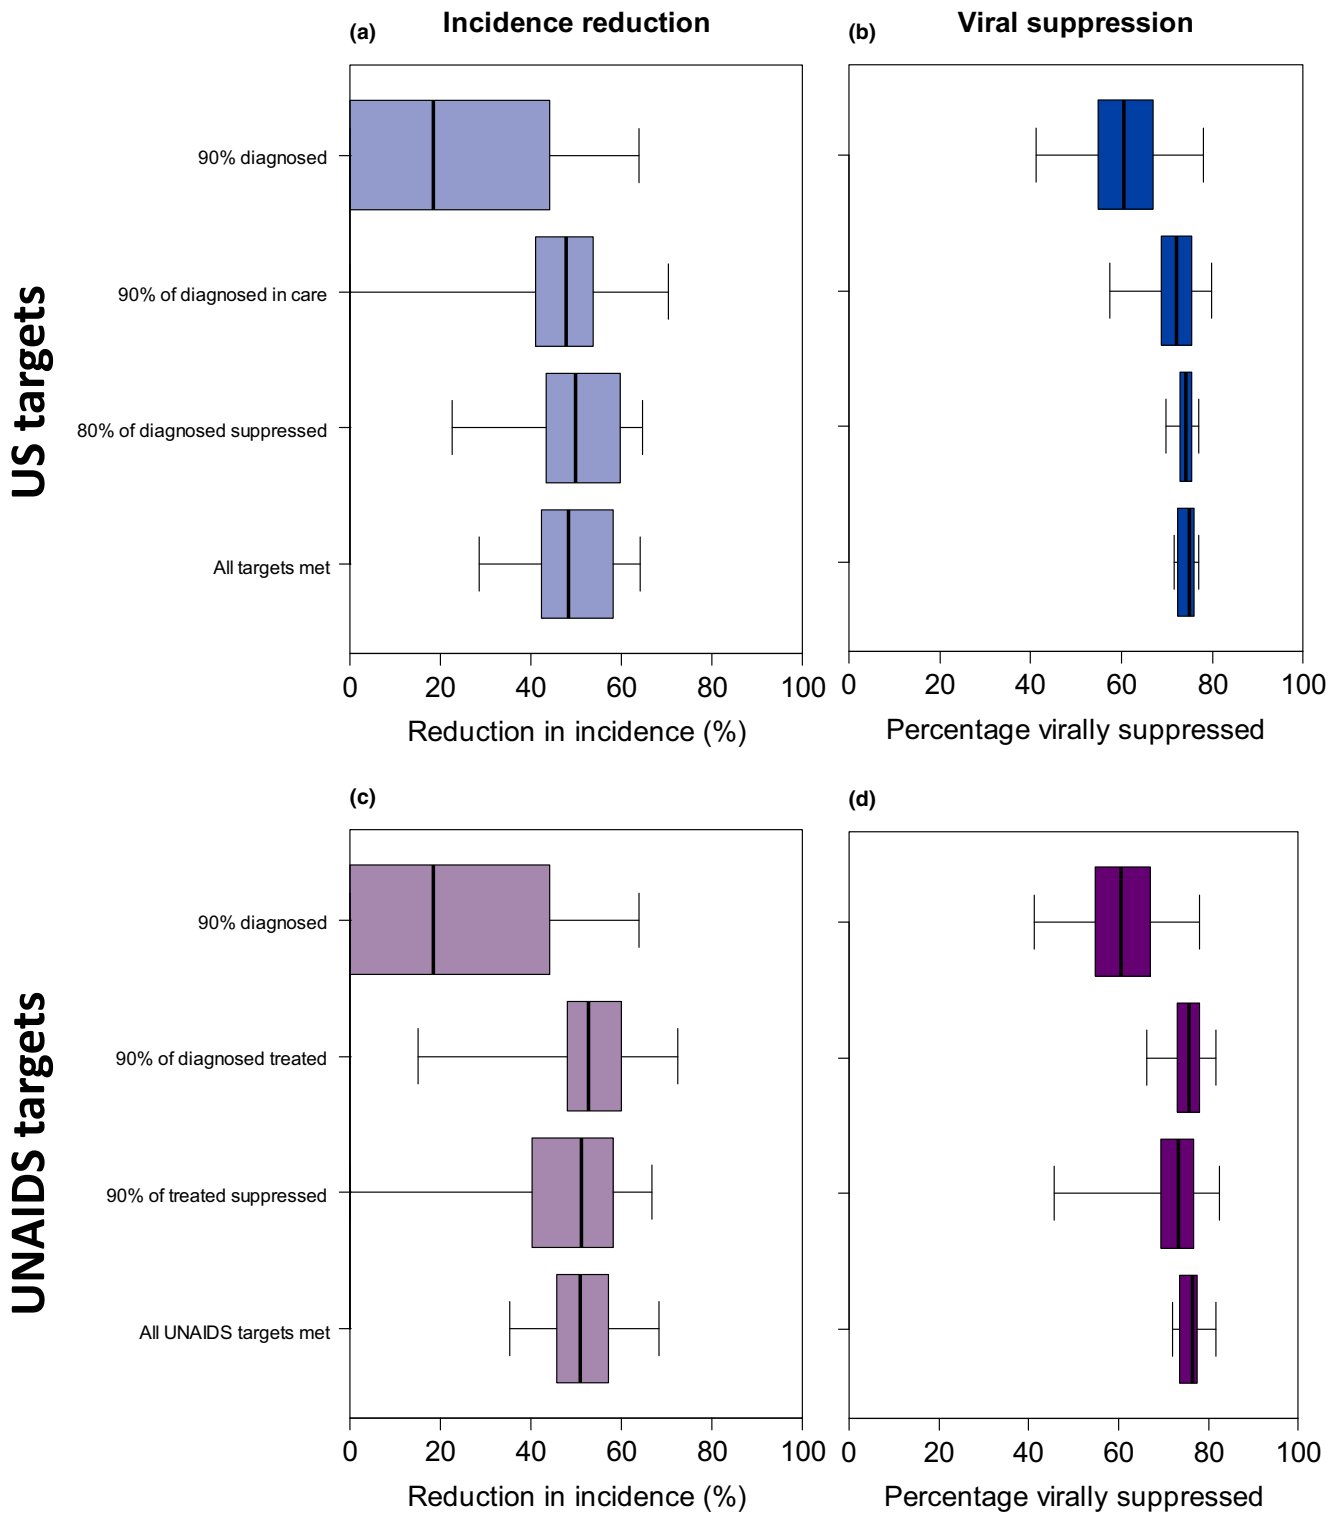 Incidence reduction
Viral suppression
(a)
(b)
US targets
90% diagnosed
90% of diagnosed in care
80% of diagnosed suppressed
All targets met
0 20 40 60 80 100
0 20 40 60 80 100
Reduction in incidence (%)
Percentage virally suppressed
(c)
(d)
UNAIDS targets
90% diagnosed
90% of diagnosed treated
90% of treated suppressed
All UNAIDS targets met
0 20 40 60 80 100
0 20 40 60 80 100
Reduction in incidence (%)
Percentage virally suppressed